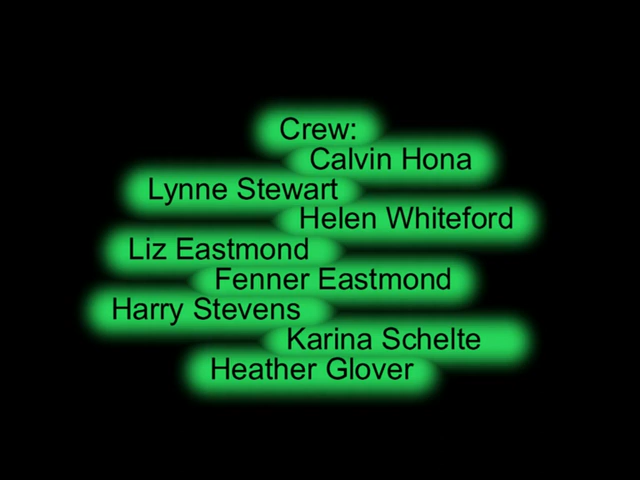 Crew:
Calvin Hona
Lynne Stewart
Helen Whiteford
Liz Eastmond
Fenner Eastmond
Harry Stevens
Karina Schelte
Heather Glover